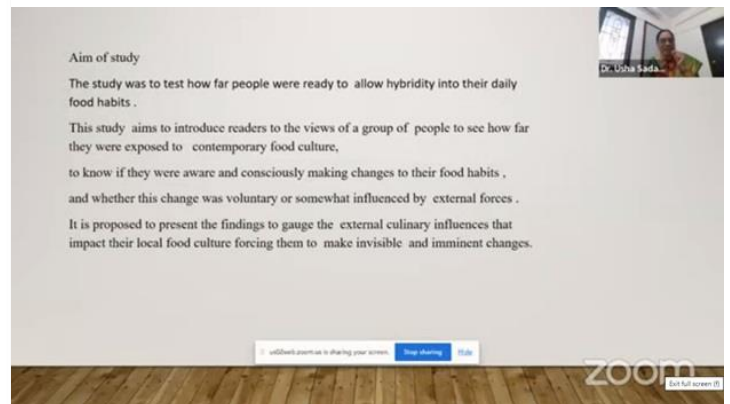 Aim of study
The study was to test how far people were ready to allow hybridity into their daily
food habits .
This study aims to introduce readers to the views of a group of people to see how far
they were exposed to contemporary food culture,
to know if they were aware and consciously making changes to their food habits ,
and whether this change was voluntary or somewhat influenced by external forces .
It is proposed to present the findings to gauge the external culinary influences that
impact their local food culture forcing them to make invisible and imminent changes.
Dr. Usha Sada...
us02web.zoom.us is sharing your screen. Stop sharing Hide
zoom
Exit full screen (f)